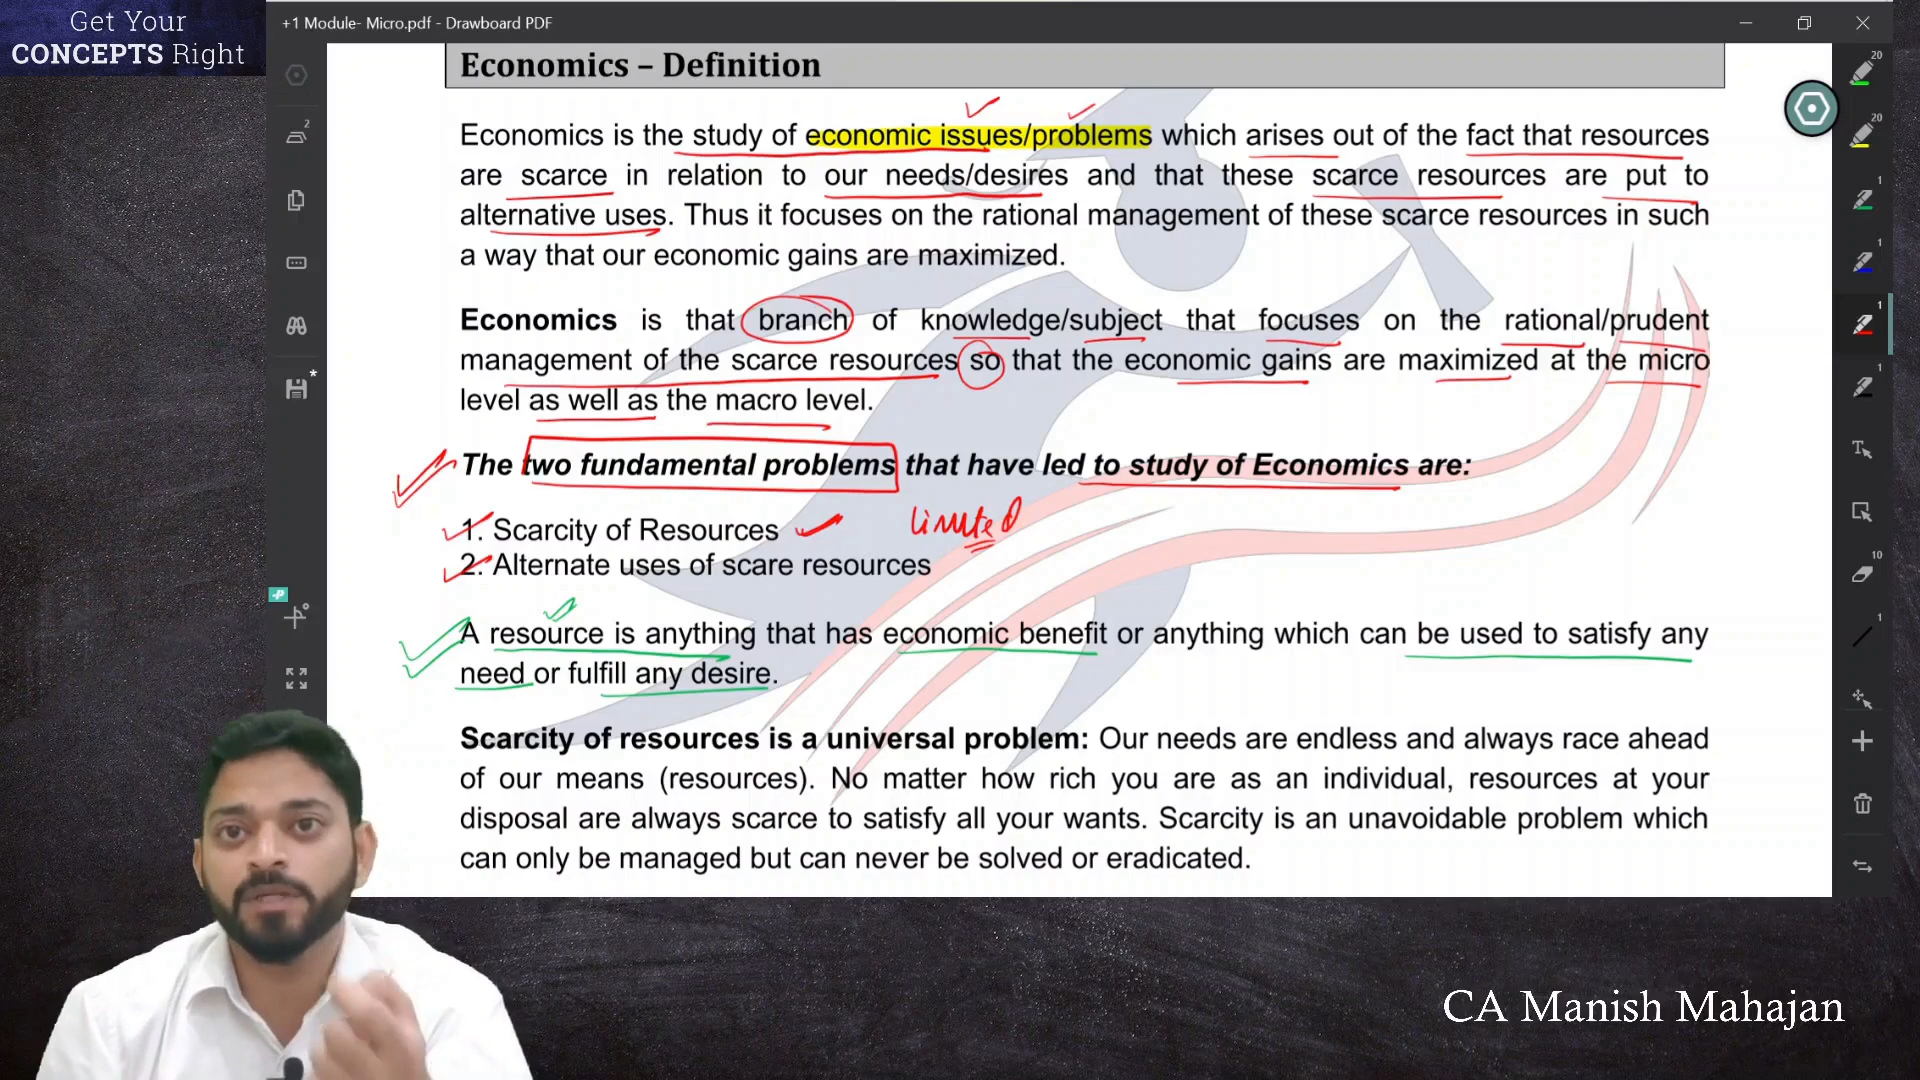 Get Your
CONCEPTS Right
+1 Module- Micro.pdf - Drawboard PDF
Economics – Definition
Economics is the study of economic issues/problems which arises out of the fact that resources
are scarce in relation to our needs/desires and that these scarce resources are put to
alternative uses. Thus it focuses on the rational management of these scarce resources in such
a way that our economic gains are maximized.
Economics is that branch of knowledge/subject that focuses on the rational/prudent
management of the scarce resources so that the economic gains are maximized at the micro
level as well as the macro level.
The two fundamental problems that have led to study of Economics are:
limited
1. Scarcity of Resources
2. Alternate uses of scare resources
A resource is anything that has economic benefit or anything which can be used to satisfy any
need or fulfill any desire.
Scarcity of resources is a universal problem: Our needs are endless and always race ahead
of our means (resources). No matter how rich you are as an individual, resources at your
disposal are always scarce to satisfy all your wants. Scarcity is an unavoidable problem which
can only be managed but can never be solved or eradicated.
2
20
20
1
1
1
1
10
1
CA Manish Mahajan